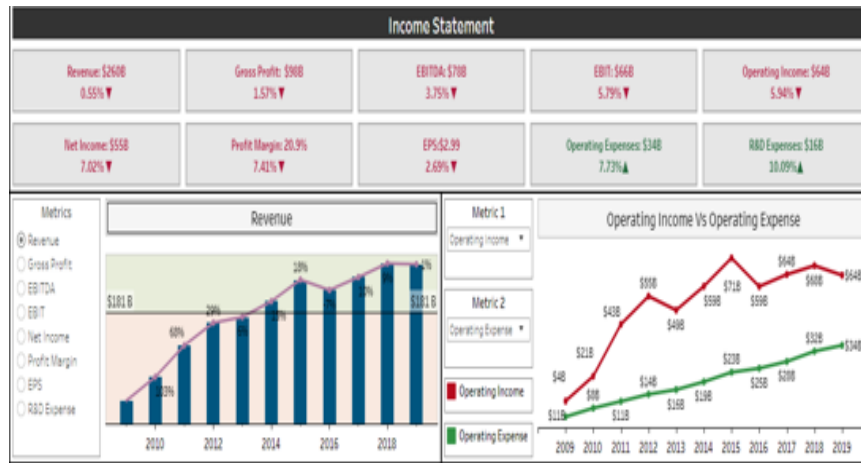 Income Statement
Revenue: $260B
0.55%▼
Gross Profit: $98B
1.57%▼
EBITDA: $78B
3.75%▼
EBIT: $66B
5.79%▼
Operating Income: $64B
5.94%▼
Net Income: $55B
7.02%▼
Profit Margin: 20.9%
7.41%▼
EPS:$2.99
2.69%▼
Operating Expenses: $34B
7.73%▲
R&D Expenses: $16B
10.09%▲
Metrics
Revenue
Gross Profit
EBITDA
EBIT
Net Income
Profit Margin
EPS
R&D Expense
Revenue
18%
29%
68%
$181 B
$181 B
103%
2010 2012 2014 2016 2018
Metric 1
Operating Income
Metric 2
Operating Expense
Operating Income
Operating Expense
Operating Income Vs Operating Expense
$4B $21B $43B $55B $49B $59B $71B $59B $64B $68B $64B
$8B $11B $14B $16B $19B $23B $25B $28B $32B $34B
2009 2010 2011 2012 2013 2014 2015 2016 2017 2018 2019